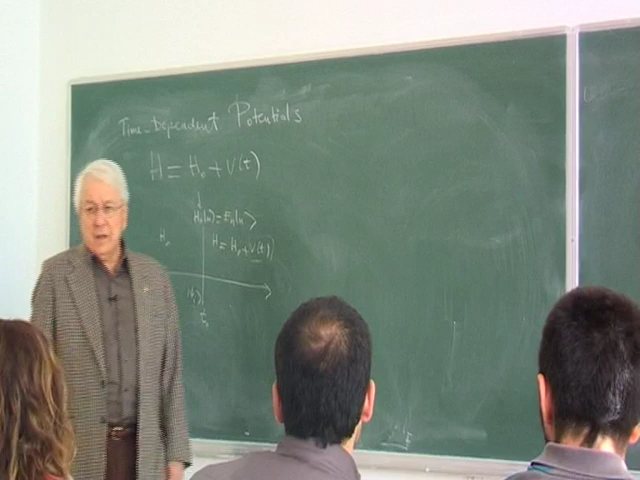 Time-Dependent Potentials
H = H₀ + V(t)
H₀|n⟩ = Eₙ|n⟩
H₀
H = H₀ + V(t)
t₀